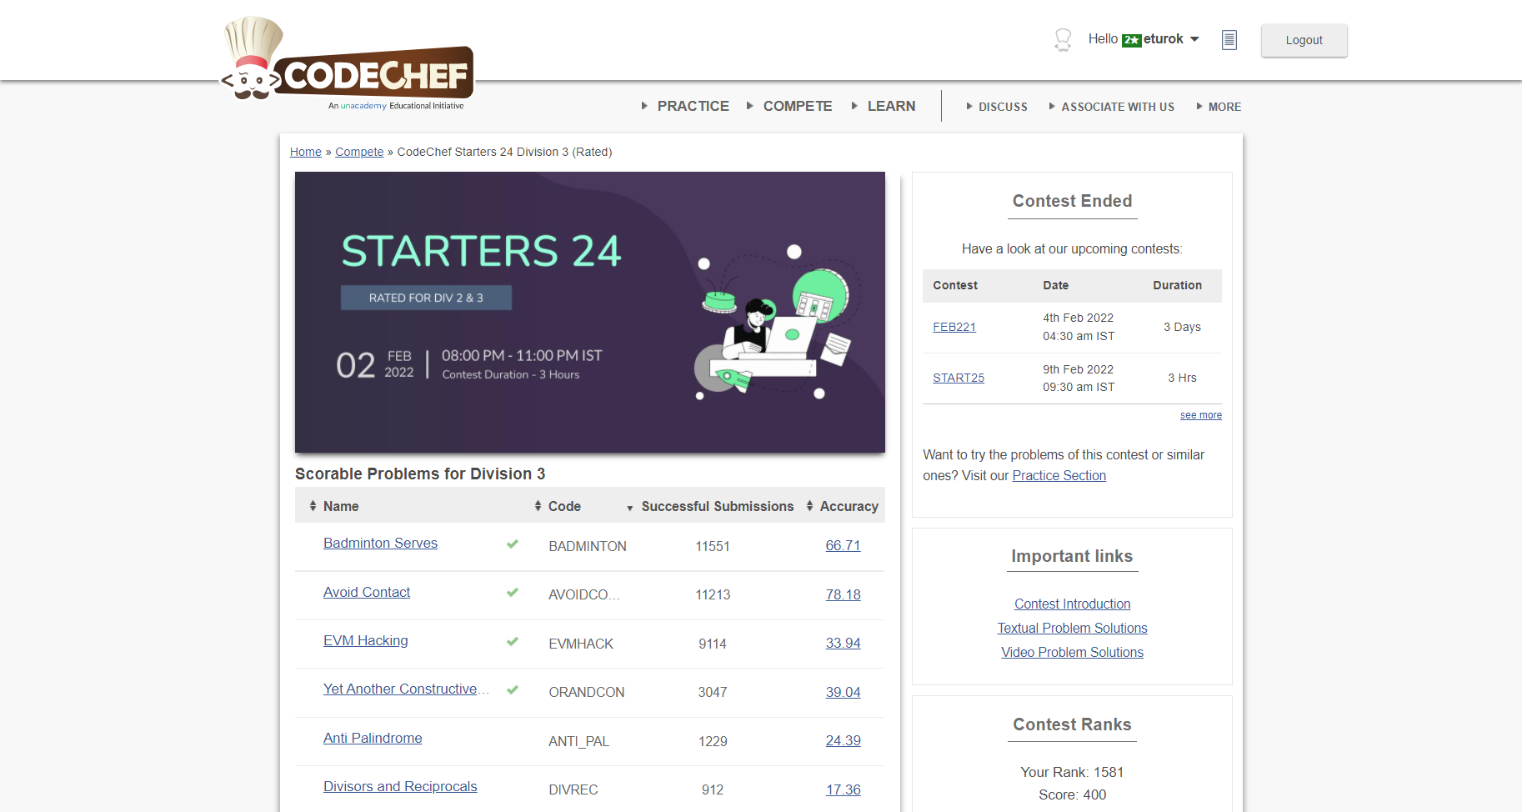 Hello 2★ eturok
Logout
CODECHEF
An unacademy Educational Initiative
PRACTICE COMPETE LEARN DISCUSS ASSOCIATE WITH US MORE
Home » Compete » CodeChef Starters 24 Division 3 (Rated)
STARTERS 24
RATED FOR DIV 2 & 3
02 FEB 2022
08:00 PM - 11:00 PM IST
Contest Duration - 3 Hours
Scorable Problems for Division 3
Name Code Successful Submissions Accuracy
Badminton Serves BADMINTON 11551 66.71
Avoid Contact AVOIDCO... 11213 78.18
EVM Hacking EVMHACK 9114 33.94
Yet Another Constructive... ORANDCON 3047 39.04
Anti Palindrome ANTI_PAL 1229 24.39
Divisors and Reciprocals DIVREC 912 17.36
Contest Ended
Have a look at our upcoming contests:
Contest Date Duration
FEB221 4th Feb 2022 04:30 am IST 3 Days
START25 9th Feb 2022 09:30 am IST 3 Hrs
see more
Want to try the problems of this contest or similar
ones? Visit our Practice Section
Important links
Contest Introduction
Textual Problem Solutions
Video Problem Solutions
Contest Ranks
Your Rank: 1581
Score: 400